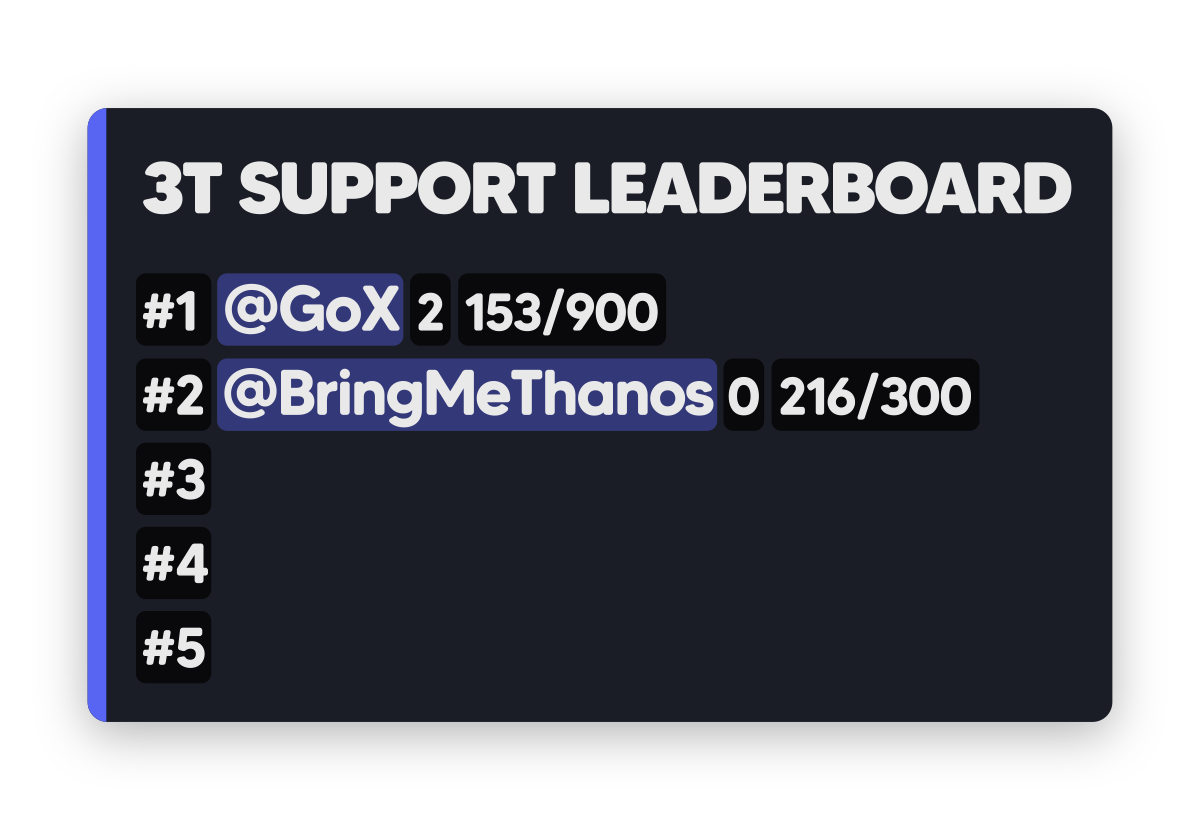 3T SUPPORT LEADERBOARD
#1 @GoX 2 153/900
#2 @BringMeThanos 0 216/300
#3
#4
#5